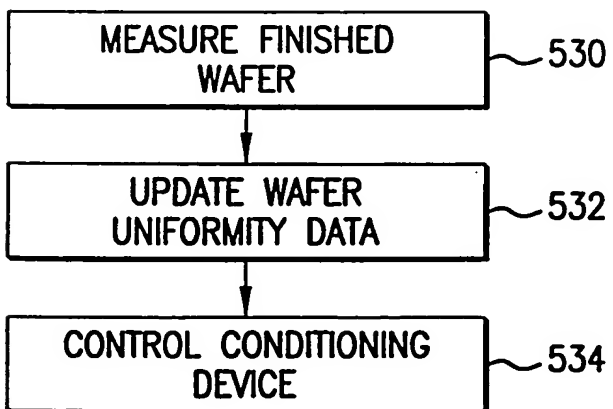 MEASURE FINISHED
WAFER
530
UPDATE WAFER
UNIFORMITY DATA
532
CONTROL CONDITIONING
DEVICE
534